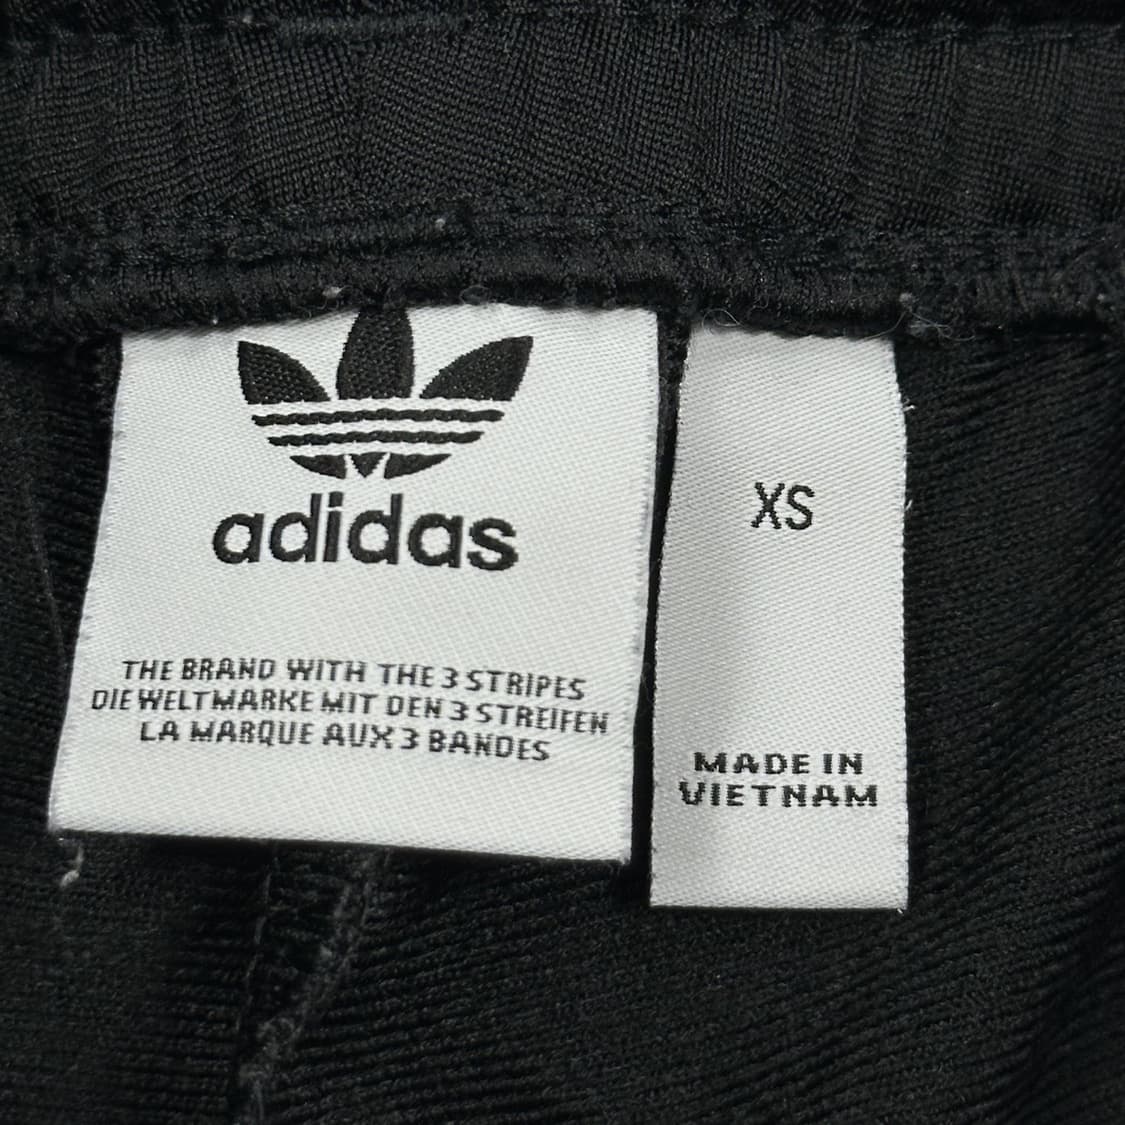 adidas
THE BRAND WITH THE 3 STRIPES
DIE WELTMARKE MIT DEN 3 STREIFEN
LA MARQUE AUX 3 BANDES
XS
MADE IN
VIETNAM